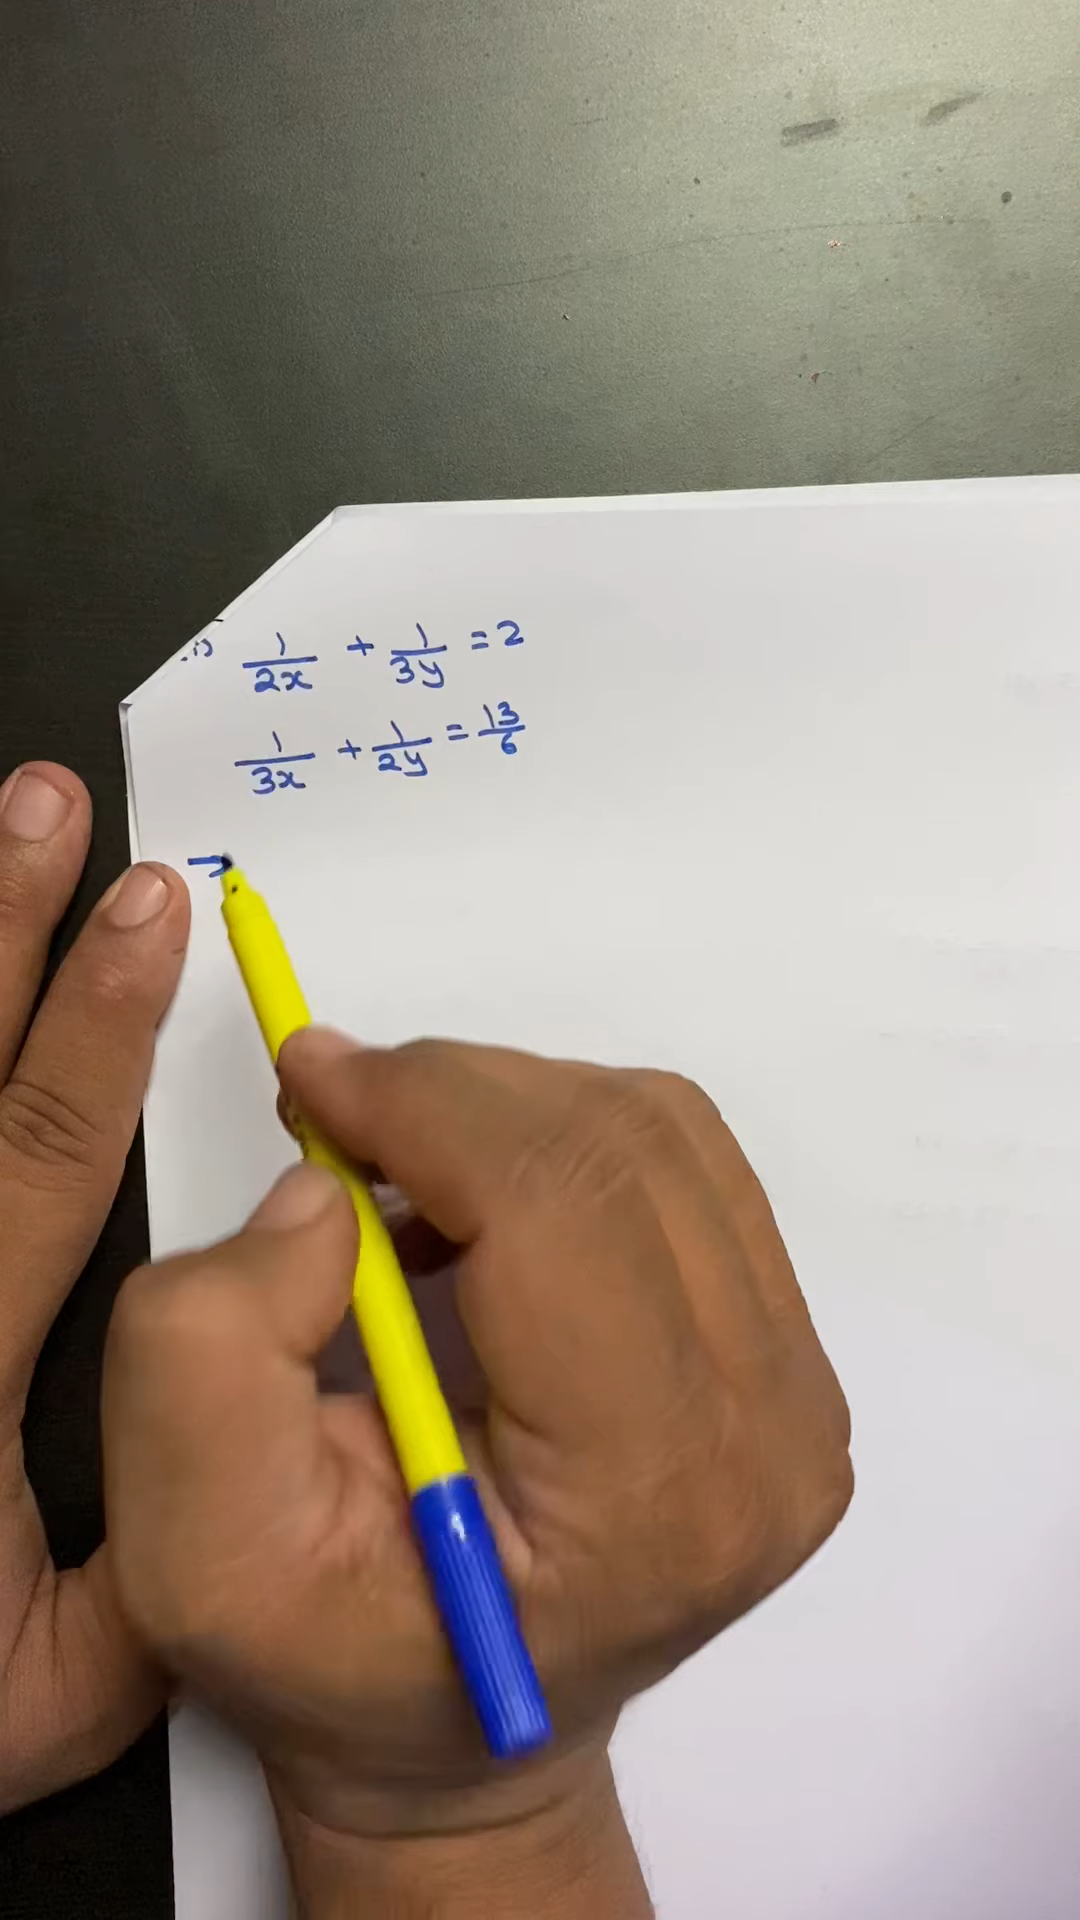 i) 1/2x + 1/3y = 2
1/3x + 1/2y = 13/6
→